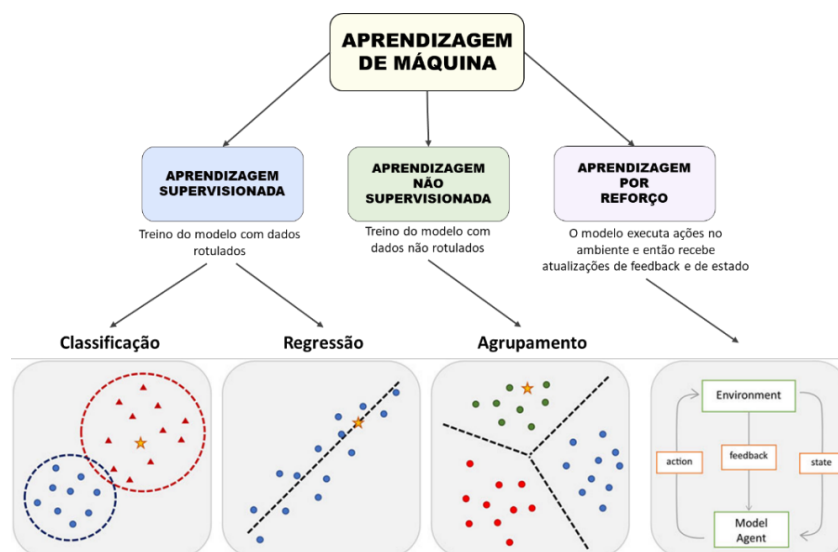 APRENDIZAGEM
DE MÁQUINA
APRENDIZAGEM
SUPERVISIONADA
APRENDIZAGEM
NÃO
SUPERVISIONADA
APRENDIZAGEM
POR
REFORÇO
Treino do modelo com dados
rotulados
Treino do modelo com
dados não rotulados
O modelo executa ações no
ambiente e então recebe
atualizações de feedback e de estado
Classificação
Regressão
Agrupamento
Environment
action
feedback
state
Model
Agent